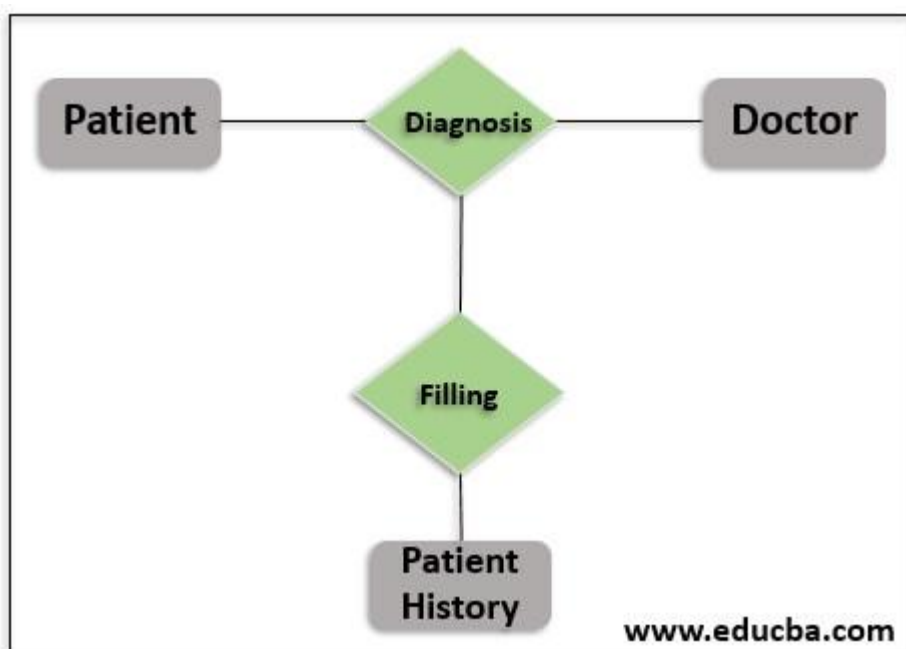 Patient
Diagnosis
Doctor
Filling
Patient
History
www.educba.com